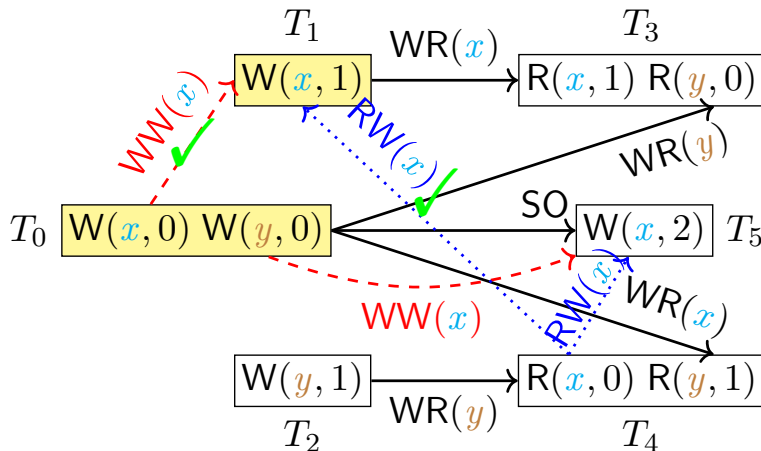 T₁
T₃
WR(x)
W(x, 1)
R(x, 1) R(y, 0)
WW(x)
RW(x)
WR(y)
SO
T₀
W(x, 0) W(y, 0)
W(x, 2)
T₅
WW(x)
RW(x)
WR(x)
W(y, 1)
R(x, 0) R(y, 1)
WR(y)
T₂
T₄